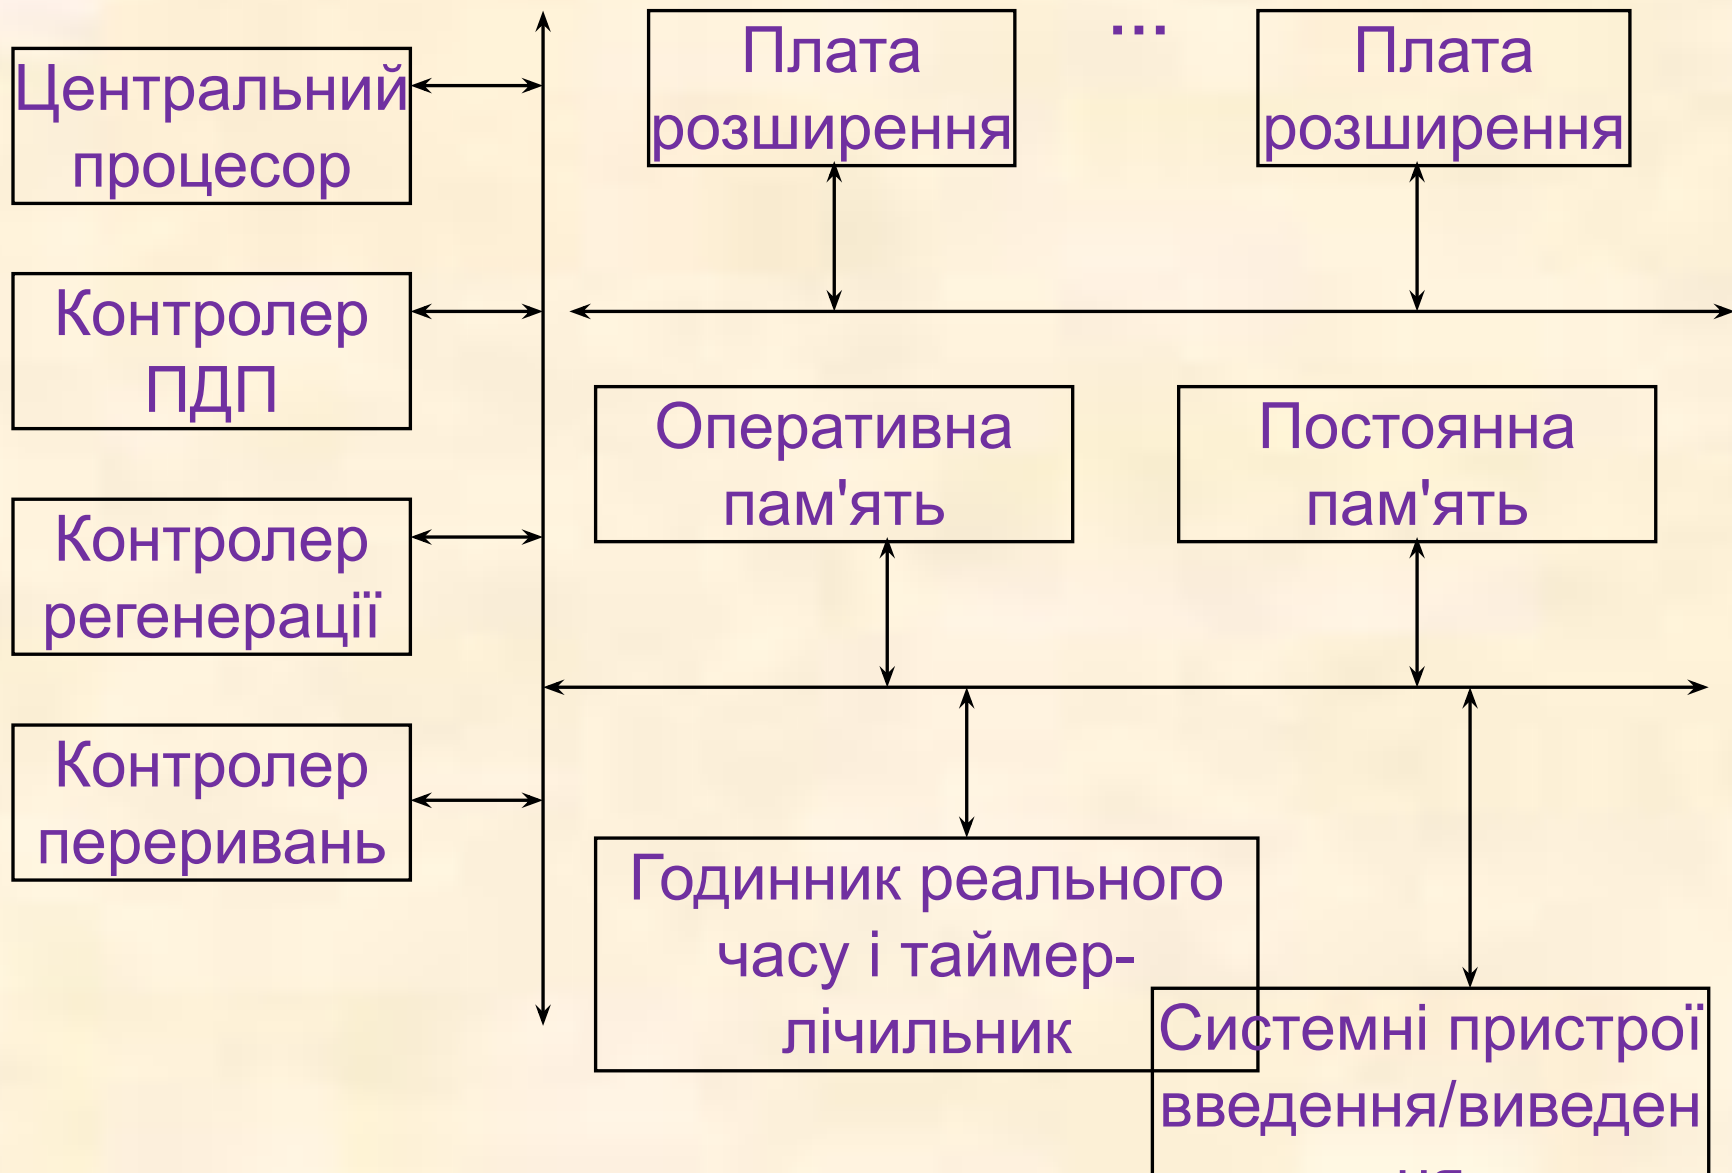 Центральний
процесор
Плата
розширення
...
Плата
розширення
Контролер
ПДП
Оперативна
пам'ять
Постоянна
пам'ять
Контролер
регенерації
Контролер
переривань
Годинник реального
часу і таймер-
лічильник
Системні пристрої
введення/виведен